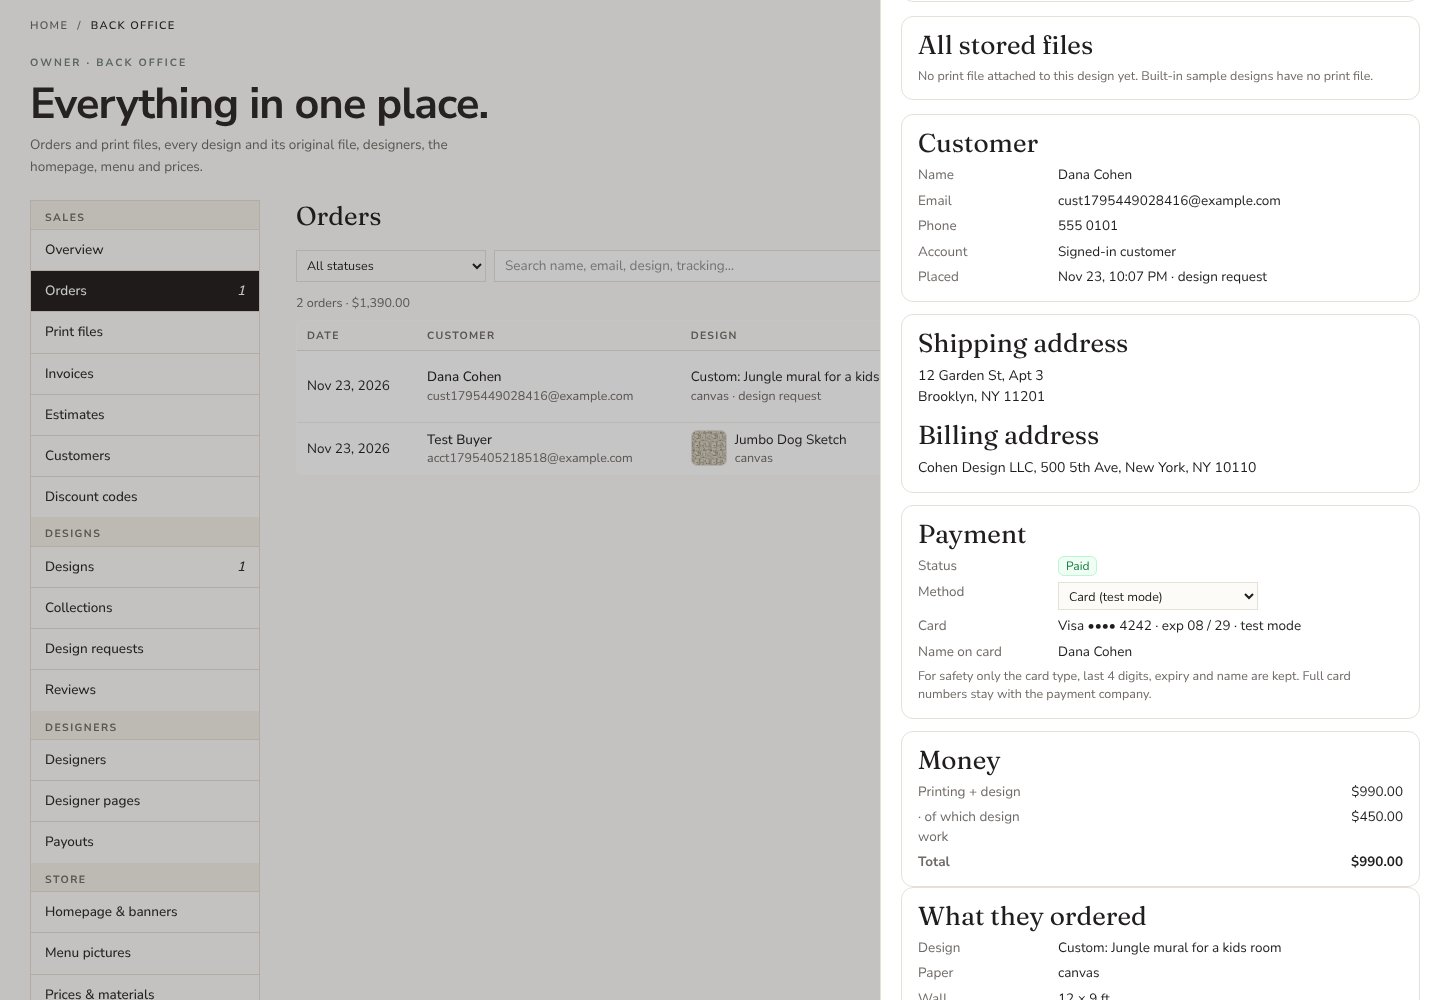 HOME / BACK OFFICE
OWNER · BACK OFFICE
Everything in one place.
Orders and print files, every design and its original file, designers, the
homepage, menu and prices.
SALES
Overview
Orders 1
Print files
Invoices
Estimates
Customers
Discount codes
DESIGNS
Designs 1
Collections
Design requests
Reviews
DESIGNERS
Designers
Designer pages
Payouts
STORE
Homepage & banners
Menu pictures
Prices & materials
Orders
All statuses
Search name, email, design, tracking...
2 orders · $1,390.00
DATE CUSTOMER DESIGN
Nov 23, 2026 Dana Cohen Custom: Jungle mural for a kids
cust1795449028416@example.com canvas · design request
Nov 23, 2026 Test Buyer Jumbo Dog Sketch
acct1795405218518@example.com canvas
All stored files
No print file attached to this design yet. Built-in sample designs have no print file.
Customer
Name Dana Cohen
Email cust1795449028416@example.com
Phone 555 0101
Account Signed-in customer
Placed Nov 23, 10:07 PM · design request
Shipping address
12 Garden St, Apt 3
Brooklyn, NY 11201
Billing address
Cohen Design LLC, 500 5th Ave, New York, NY 10110
Payment
Status Paid
Method Card (test mode)
Card Visa •••• 4242 · exp 08 / 29 · test mode
Name on card Dana Cohen
For safety only the card type, last 4 digits, expiry and name are kept. Full card
numbers stay with the payment company.
Money
Printing + design $990.00
· of which design $450.00
work
Total $990.00
What they ordered
Design Custom: Jungle mural for a kids room
Paper canvas
Wall 12 x 9 ft